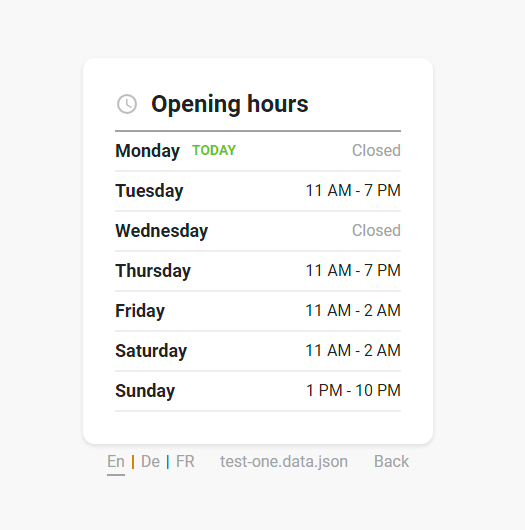 Opening hours
Monday TODAY Closed
Tuesday 11 AM - 7 PM
Wednesday Closed
Thursday 11 AM - 7 PM
Friday 11 AM - 2 AM
Saturday 11 AM - 2 AM
Sunday 1 PM - 10 PM
En | De | FR test-one.data.json Back